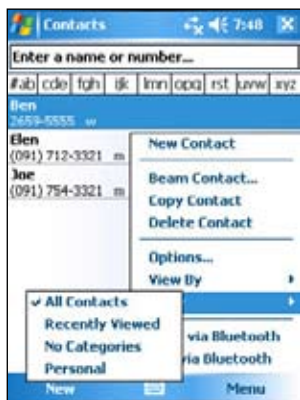 Contacts 7:48
Enter a name or number...
#ab cde fgh ijk lmn opq rst uvw xyz
Ben
2659-5555 w
Elen
(091) 712-3321 m
Joe
(091) 754-3321 m
New Contact
Beam Contact...
Copy Contact
Delete Contact
Options...
View By
All Contacts
Recently Viewed
No Categories
Personal
via Bluetooth
via Bluetooth
New Menu